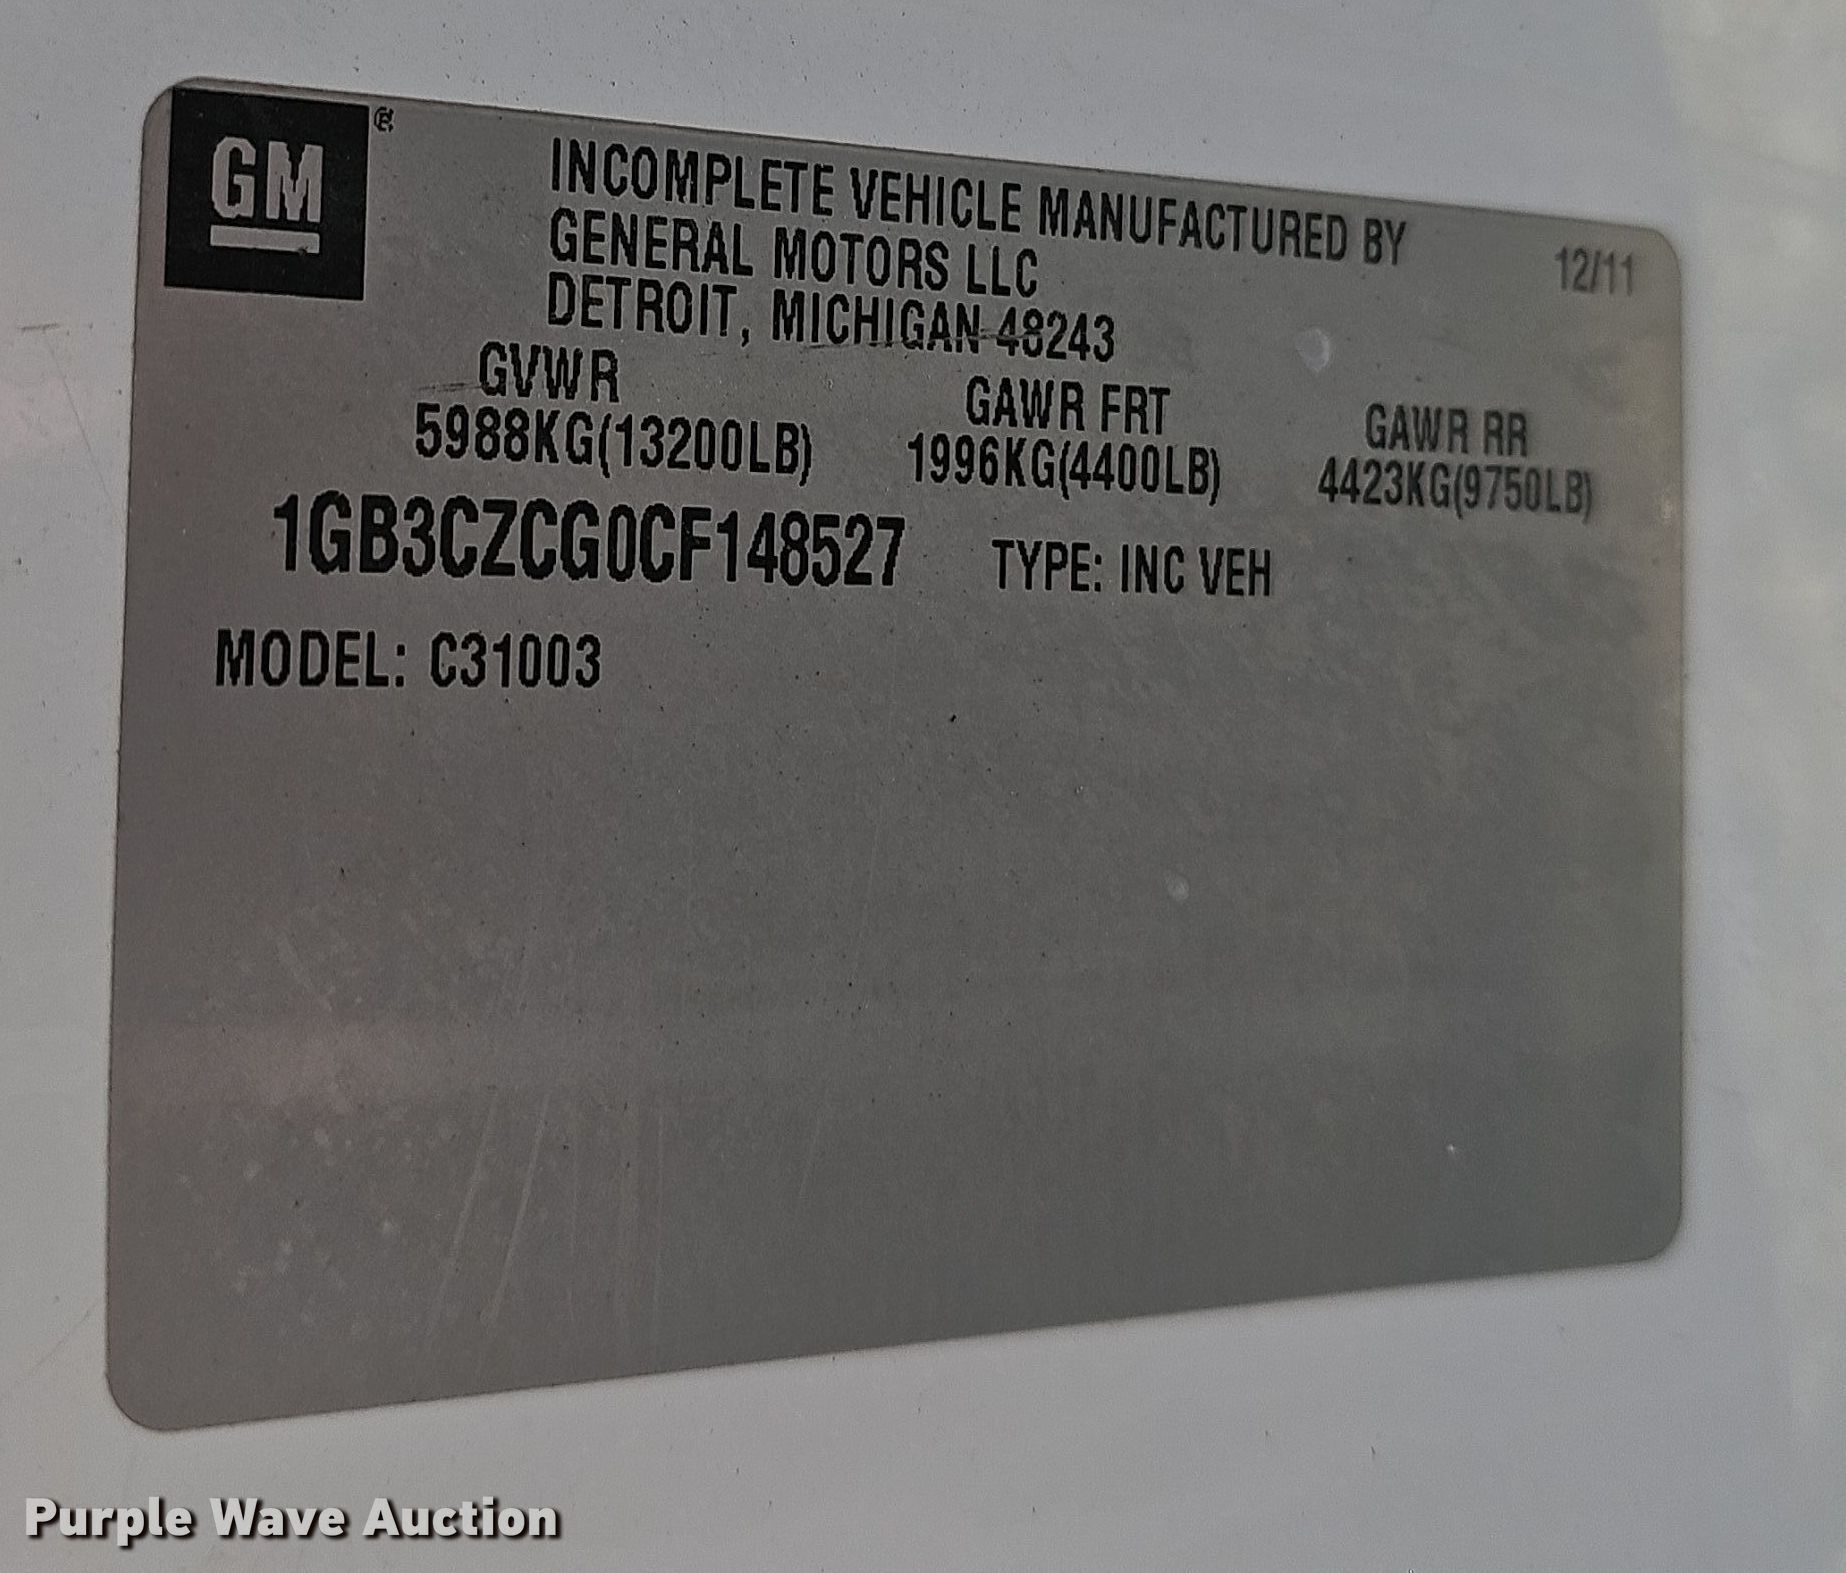 GM®
INCOMPLETE VEHICLE MANUFACTURED BY
GENERAL MOTORS LLC
DETROIT, MICHIGAN 48243
12/11
GVWR GAWR FRT GAWR RR
5988KG(13200LB) 1996KG(4400LB) 4423KG(9750LB)
1GB3CZCG0CF148527 TYPE: INC VEH
MODEL: C31003
Purple Wave Auction